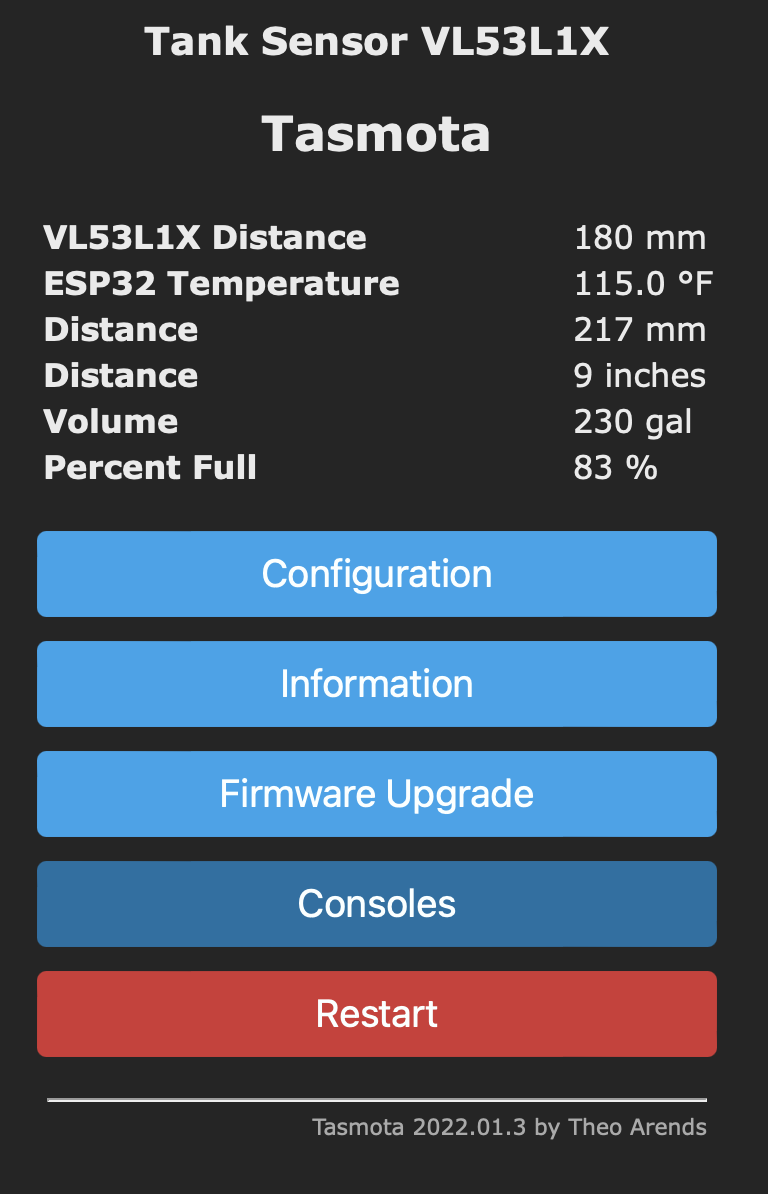 Tank Sensor VL53L1X
Tasmota
VL53L1X Distance 180 mm
ESP32 Temperature 115.0 °F
Distance 217 mm
Distance 9 inches
Volume 230 gal
Percent Full 83 %
Configuration
Information
Firmware Upgrade
Consoles
Restart
Tasmota 2022.01.3 by Theo Arends